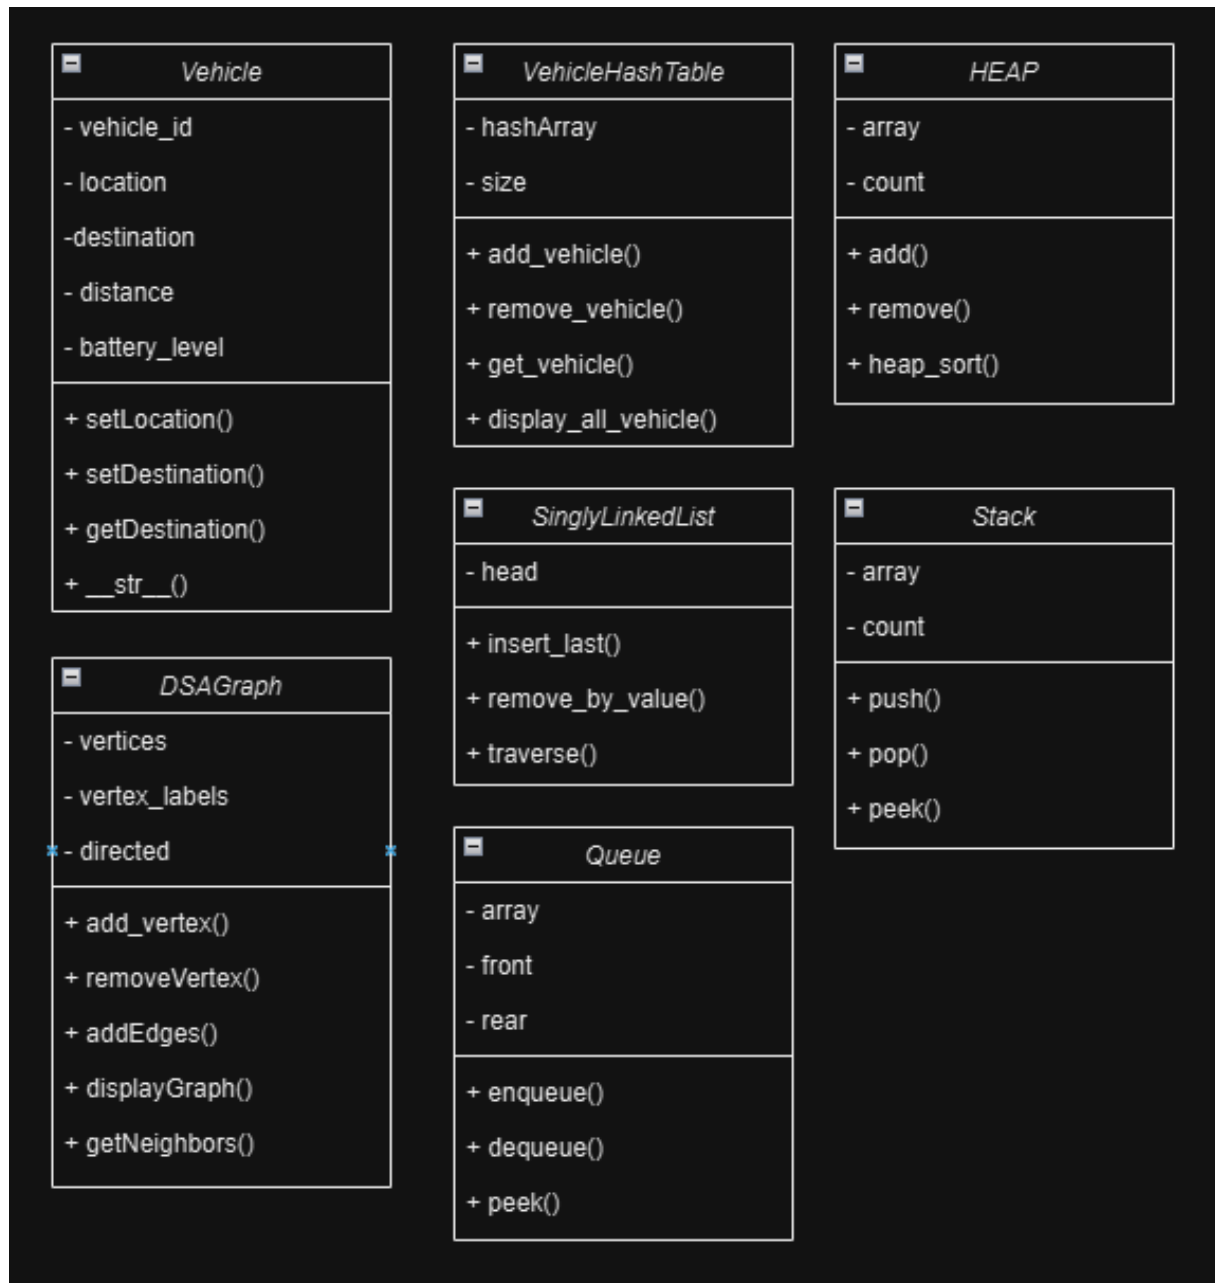 Vehicle
- vehicle_id
- location
-destination
- distance
- battery_level
+ setLocation()
+ setDestination()
+ getDestination()
+ __str__()
DSAGraph
- vertices
- vertex_labels
- directed
+ add_vertex()
+ removeVertex()
+ addEdges()
+ displayGraph()
+ getNeighbors()
VehicleHashTable
- hashArray
- size
+ add_vehicle()
+ remove_vehicle()
+ get_vehicle()
+ display_all_vehicle()
SinglyLinkedList
- head
+ insert_last()
+ remove_by_value()
+ traverse()
Queue
- array
- front
- rear
+ enqueue()
+ dequeue()
+ peek()
HEAP
- array
- count
+ add()
+ remove()
+ heap_sort()
Stack
- array
- count
+ push()
+ pop()
+ peek()